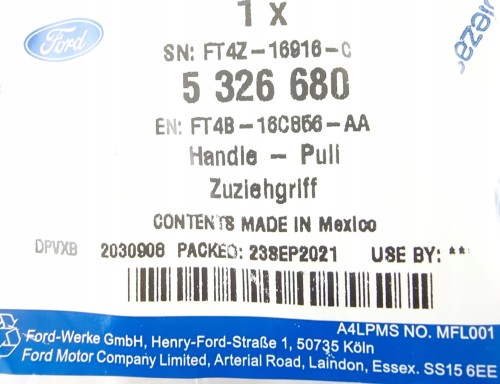 1 x
Ford
SN: FT4Z-16916-C
5 326 680
EN: FT4B-16C856-AA
Handle - Pull
Zuziehgriff
CONTENTS MADE IN Mexico
DPVXB 2030908 PACKED: 23SEP2021 USE BY: **
A4LPMS NO. MFL001
Ford-Werke GmbH, Henry-Ford-Straße 1, 50735 Köln
Ford Motor Company Limited, Arterial Road, Laindon, Essex. SS15 6EE